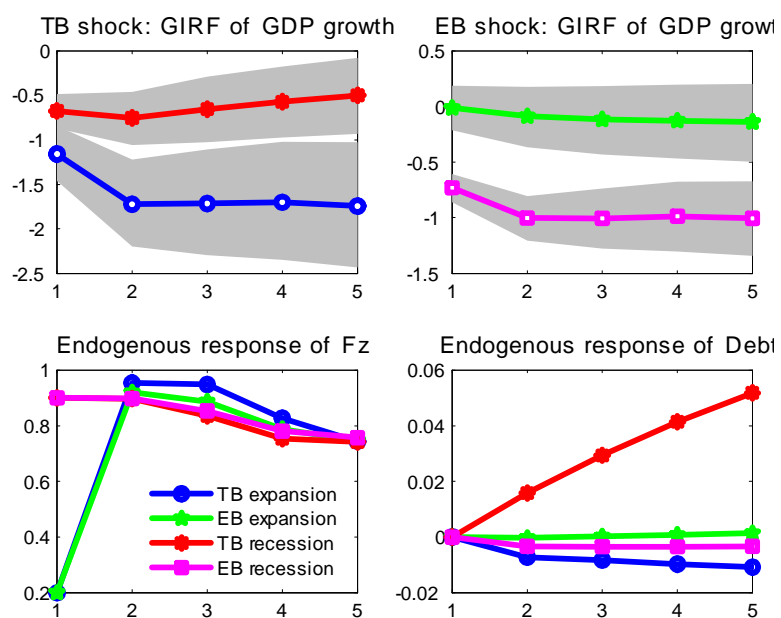 TB shock: GIRF of GDP growth
0
-0.5
-1
-1.5
-2
-2.5
1 2 3 4 5
EB shock: GIRF of GDP growt
0.5
0
-0.5
-1
-1.5
1 2 3 4 5
Endogenous response of Fz
1
0.8
0.6
0.4
0.2
TB expansion
EB expansion
TB recession
EB recession
1 2 3 4 5
Endogenous response of Debt
0.06
0.04
0.02
0
-0.02
1 2 3 4 5